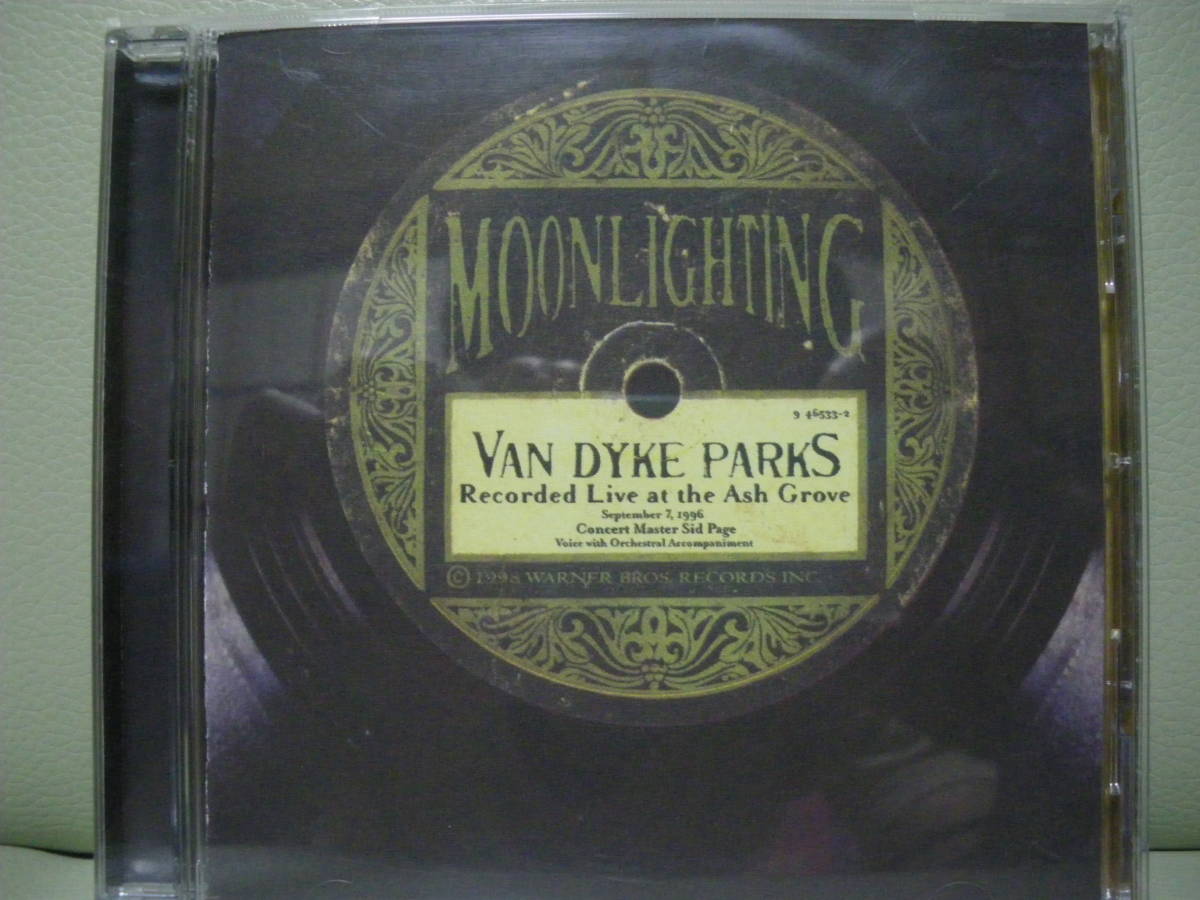 MOONLIGHTING
9 46533-2
VAN DYKE PARKS
Recorded Live at the Ash Grove
September 7, 1996
Concert Master Sid Page
Voice with Orchestral Accompaniment
© 1998 WARNER BROS. RECORDS INC.